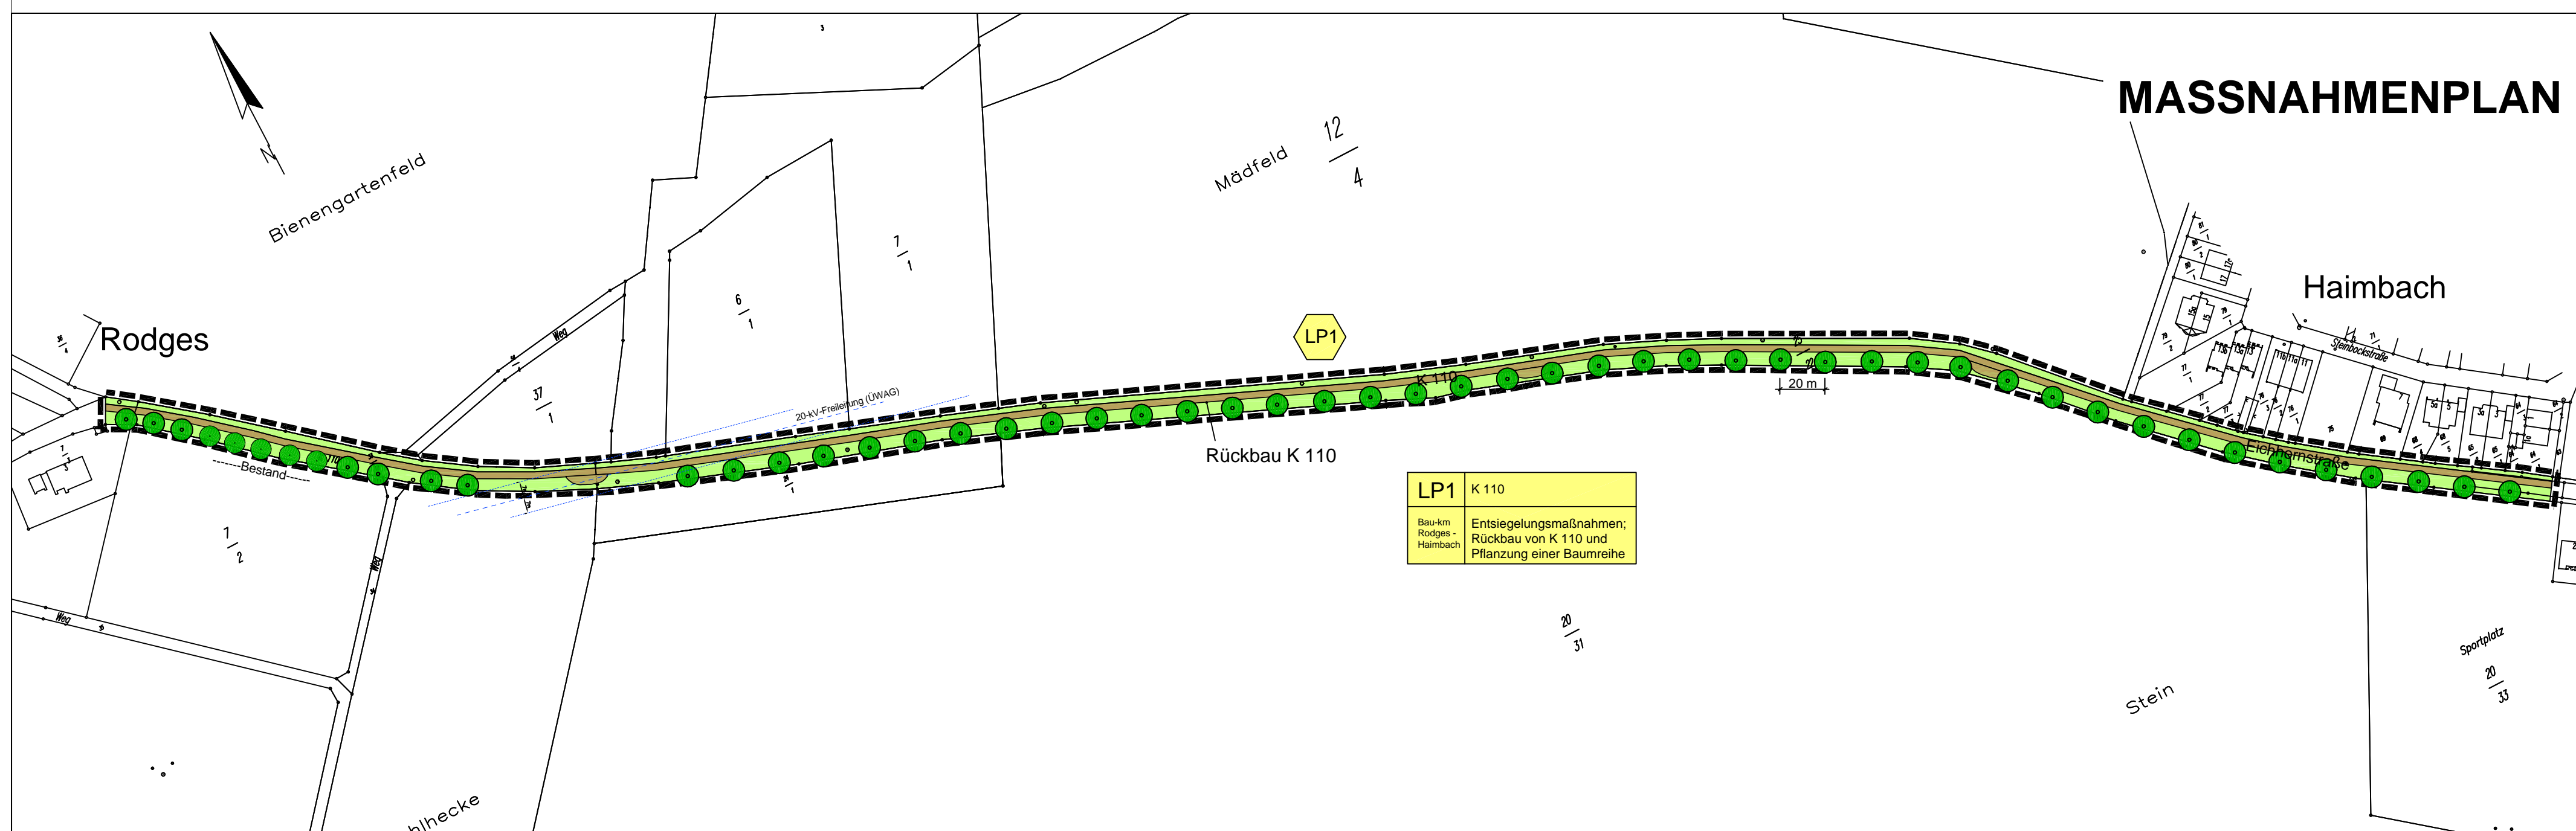 MASSNAHMENPLAN
N
Bienengartenfeld
Mädfeld
12
4
7
1
6
1
37
1
Weg
Rodges
Haimbach
LP1
K 110
20 m
20-kV-Freileitung (ÜWAG)
Bestand
Rückbau K 110
LP1
K 110
Bau-km
Rodges -
Haimbach
Entsiegelungsmaßnahmen;
Rückbau von K 110 und
Pflanzung einer Baumreihe
Steinbockstraße
Eichhornstraße
7
2
Weg
Weg
20
31
Sportplatz
20
33
Stein
hlhecke